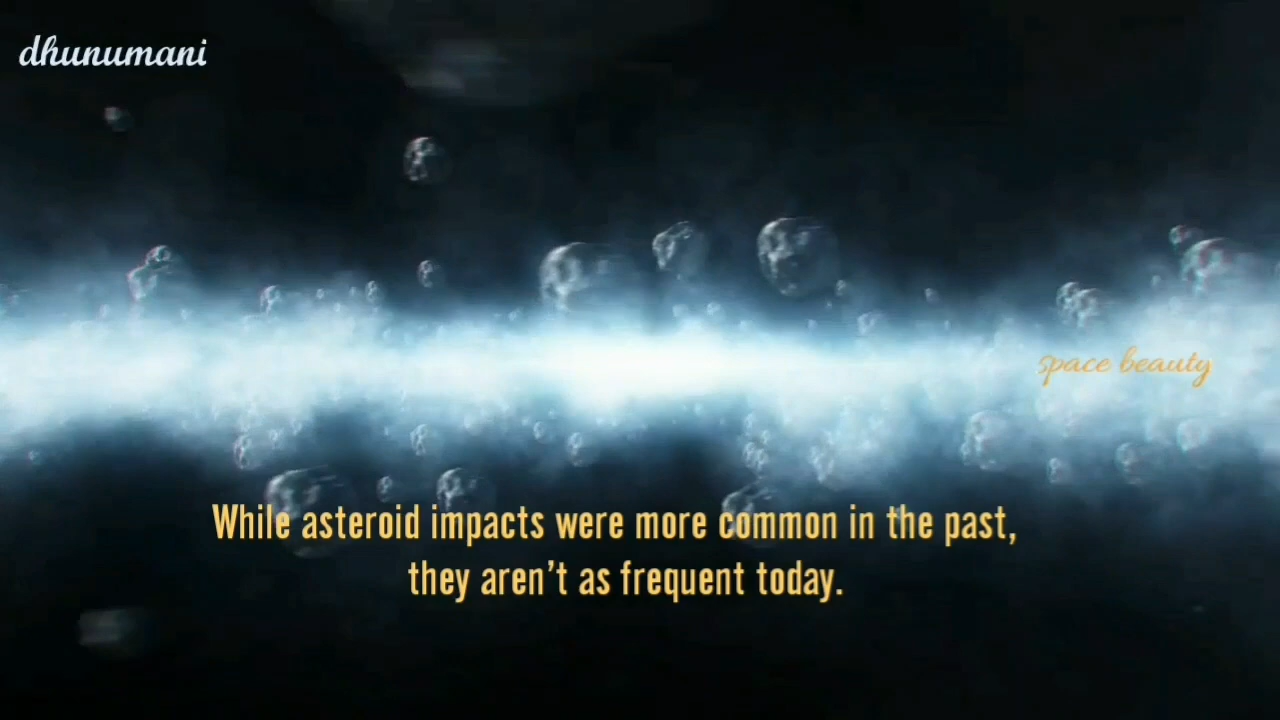 dhunumani
space beauty
While asteroid impacts were more common in the past,
they aren't as frequent today.